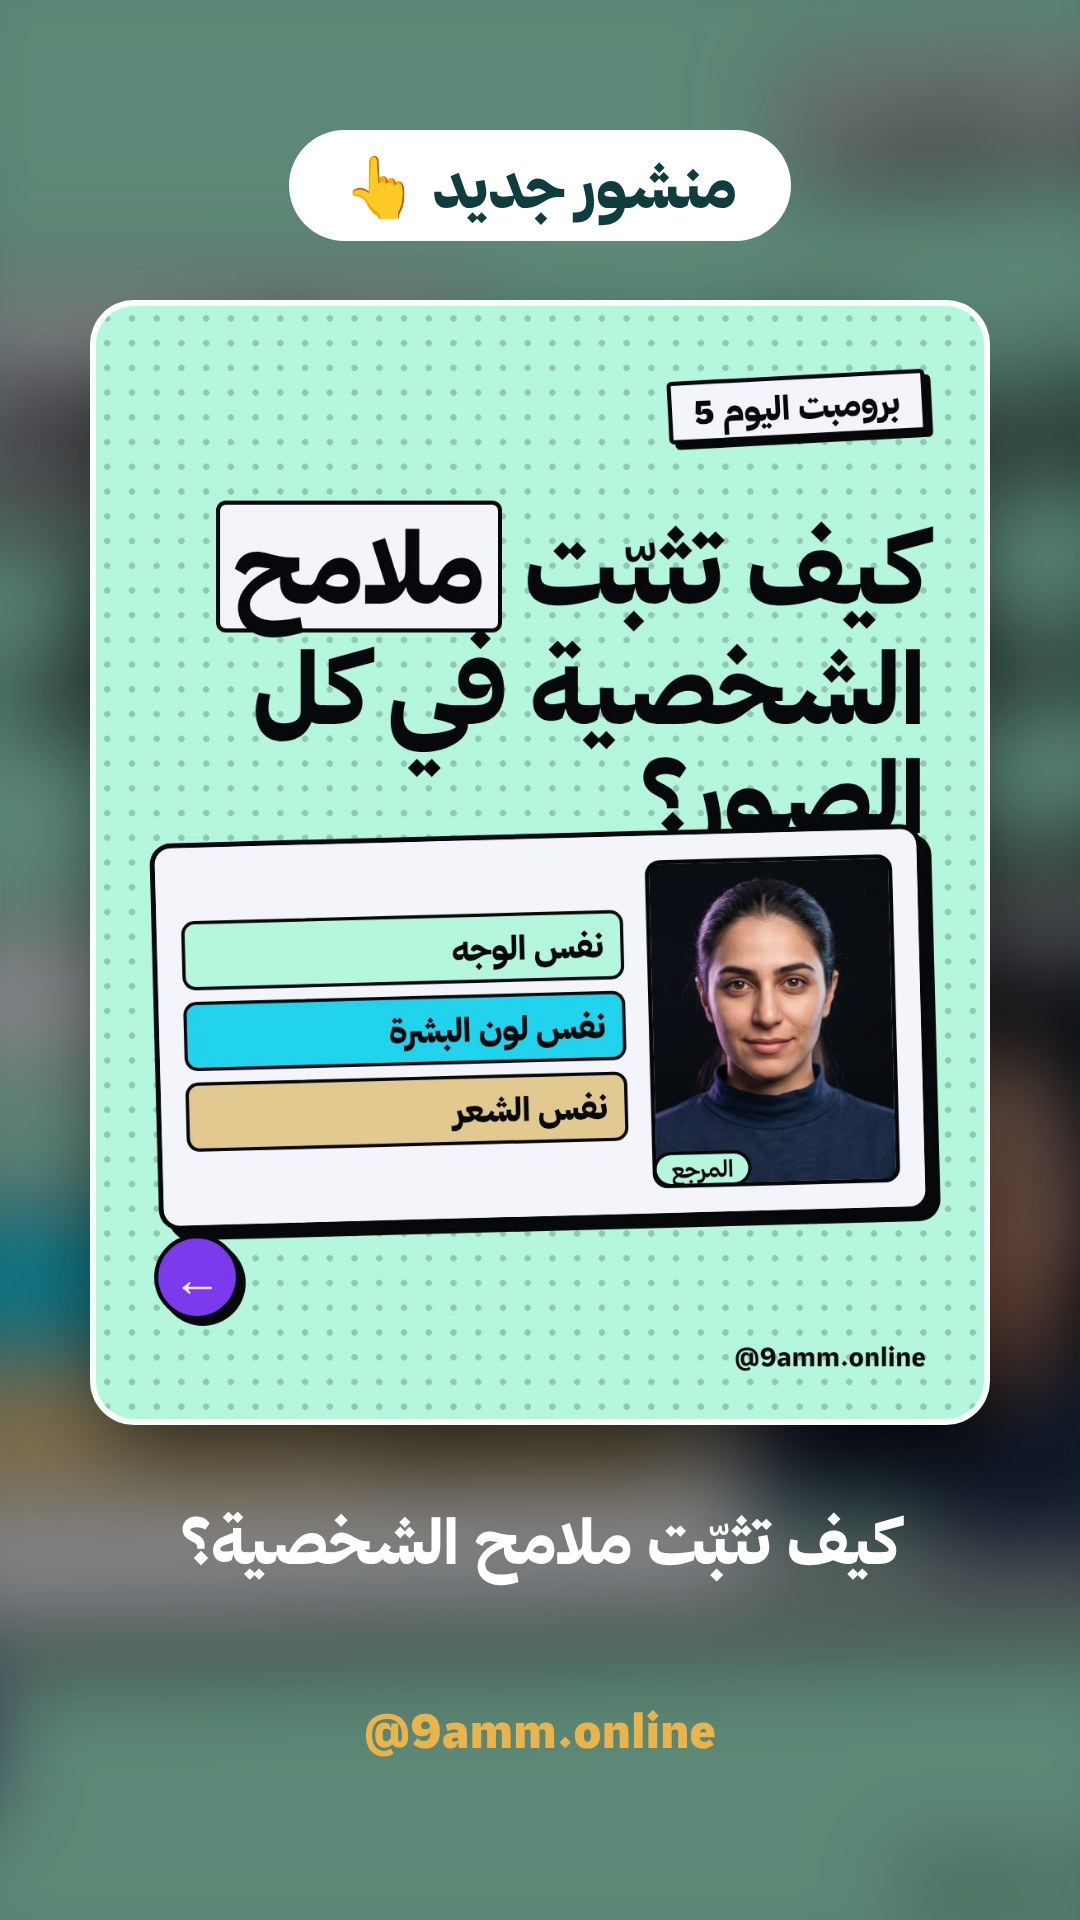 منشور جديد 👆
برومبت اليوم 5
كيف تثبّت ملامح
الشخصية في كل
الصور؟
نفس الوجه
نفس لون البشرة
نفس الشعر
المرجع
←
@9amm.online
كيف تثبّت ملامح الشخصية؟
@9amm.online